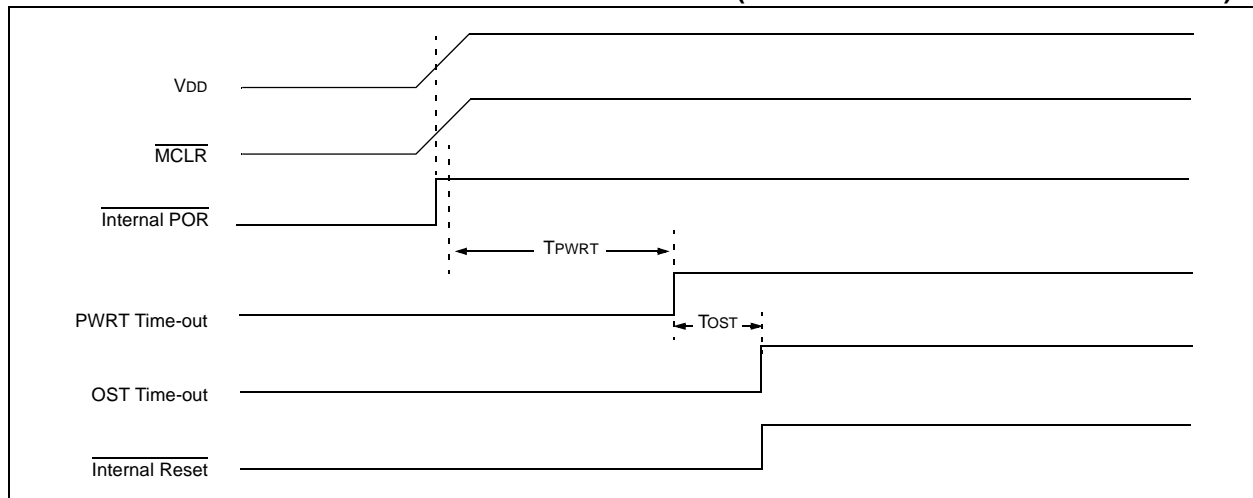 VDD
MCLR
Internal POR
TPWRT
PWRT Time-out
TOST
OST Time-out
Internal Reset